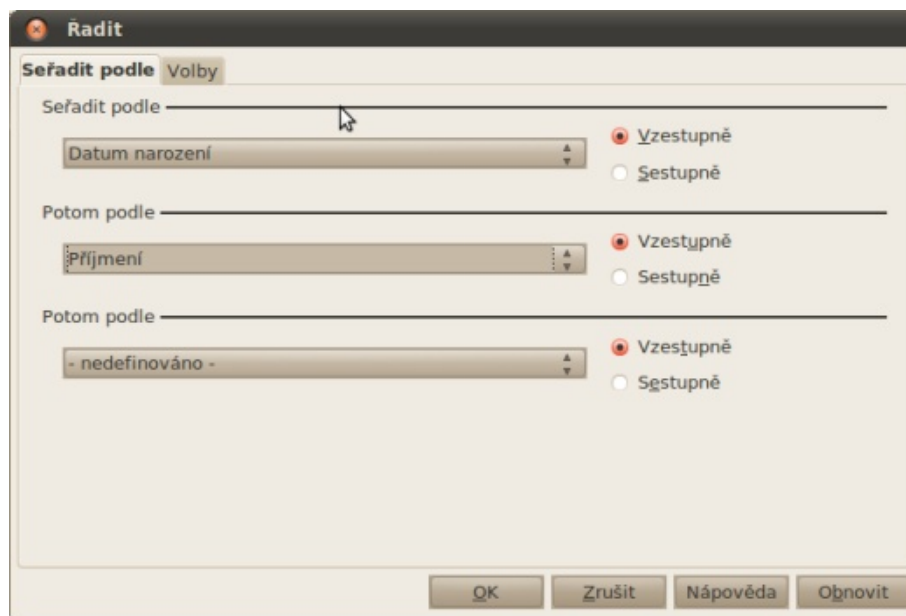 Řadit
Seřadit podle Volby
Seřadit podle
Datum narození
Vzestupně
Sestupně
Potom podle
Příjmení
Vzestupně
Sestupně
Potom podle
- nedefinováno -
Vzestupně
Sestupně
OK Zrušit Nápověda Obnovit